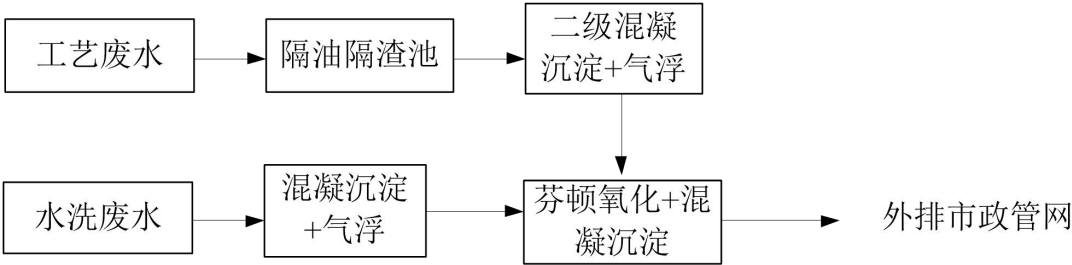 工艺废水
隔油隔渣池
二级混凝
沉淀+气浮
水洗废水
混凝沉淀
+气浮
芬顿氧化+混
凝沉淀
外排市政管网